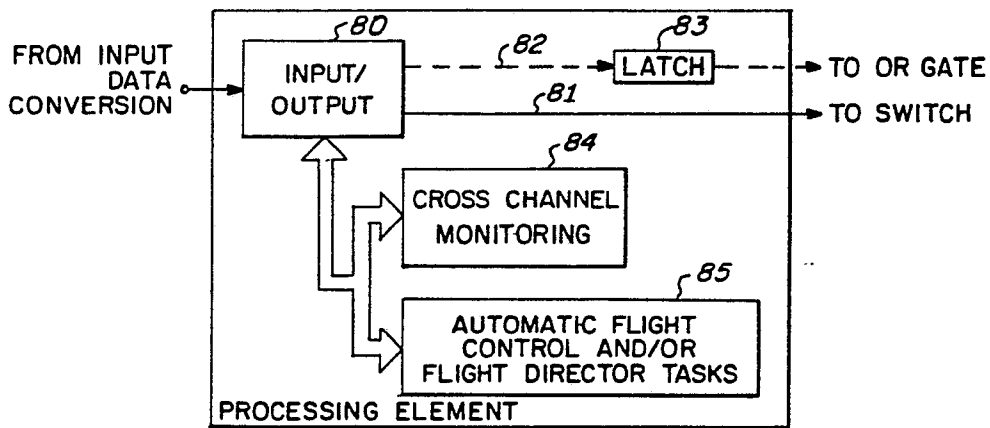 80
82
83
FROM INPUT
DATA
CONVERSION
INPUT/
OUTPUT
LATCH
TO OR GATE
81
TO SWITCH
84
CROSS CHANNEL
MONITORING
85
AUTOMATIC FLIGHT
CONTROL AND/OR
FLIGHT DIRECTOR TASKS
PROCESSING ELEMENT